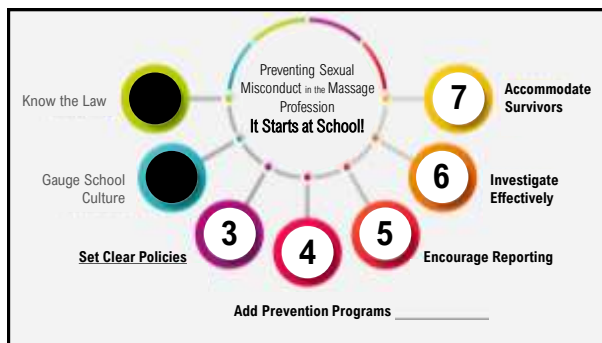 Preventing Sexual
Misconduct in the Massage
Profession
It Starts at School!
Know the Law
Gauge School
Culture
3
Set Clear Policies
4
Add Prevention Programs
5
Encourage Reporting
6
Investigate
Effectively
7
Accommodate
Survivors